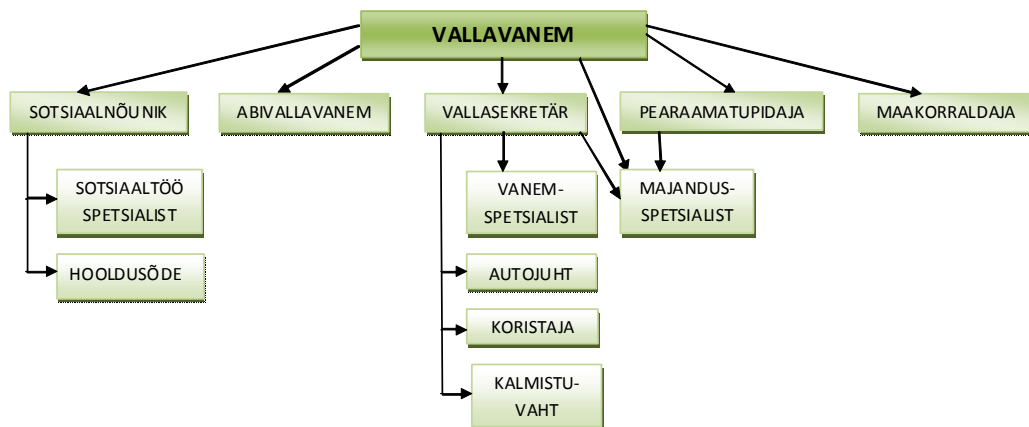 VALLAVANEM
SOTSIAALNÕUNIK
ABIVALLAVANEM
VALLASEKRETÄR
PEARAAMATUPIDAJA
MAAKORRALDAJA
SOTSIAALTÖÖ
SPETSIALIST
VANEM-
SPETSIALIST
MAJANDUS-
SPETSIALIST
HOOLDUSÕDE
AUTOJUHT
KORISTAJA
KALMISTU-
VAHT